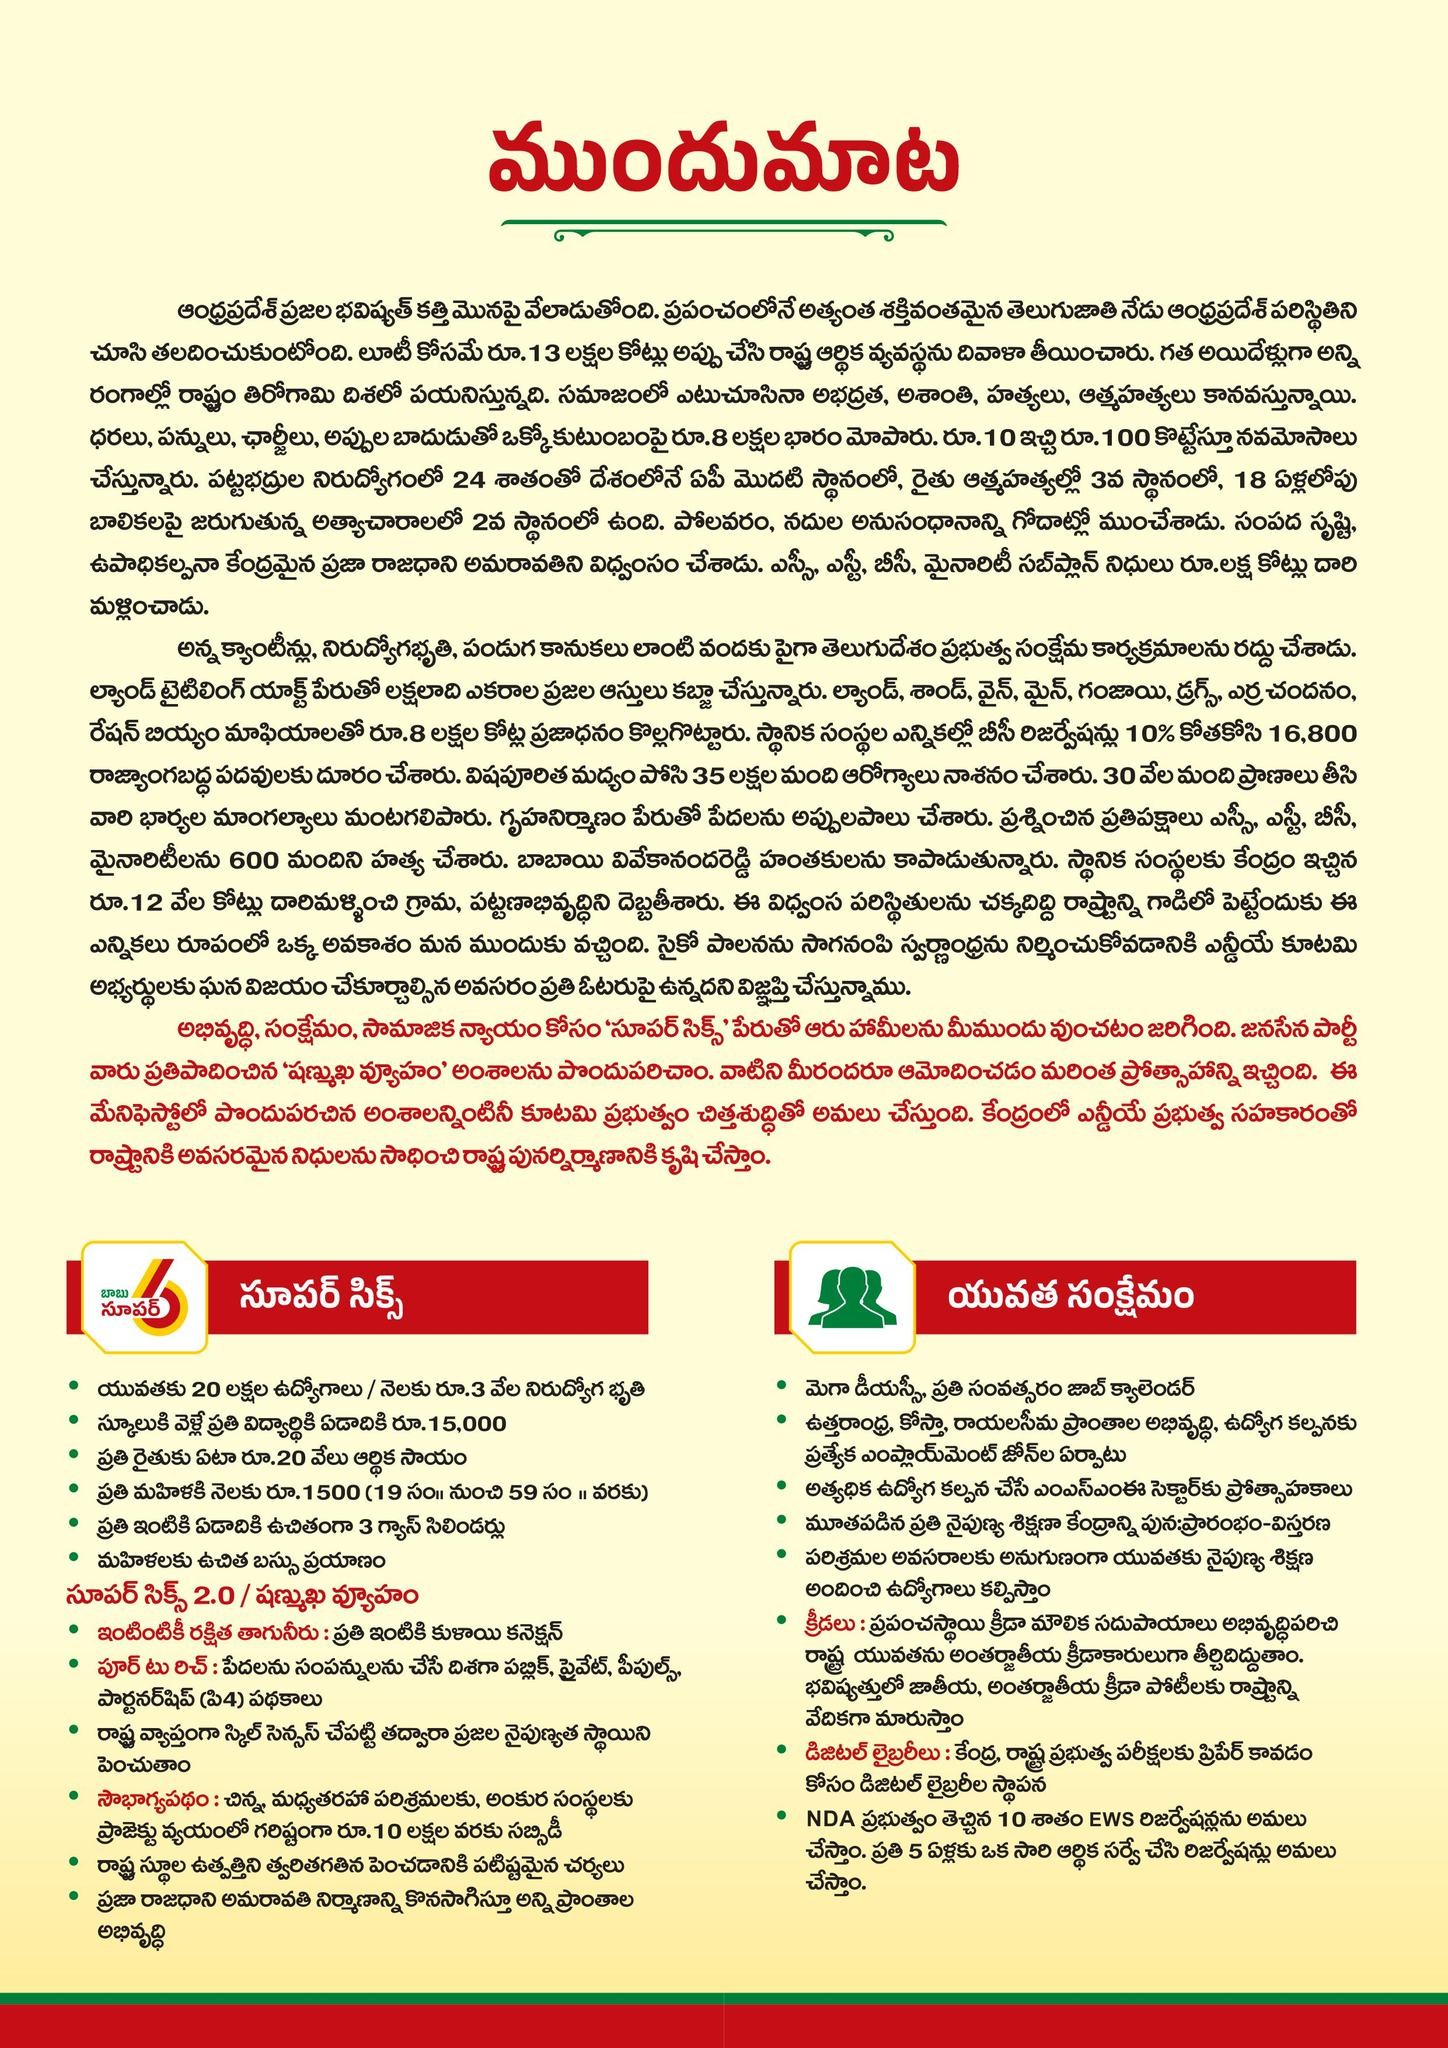 ముందుమాట
ఆంధ్రప్రదేశ్ ప్రజల భవిష్యత్ కత్తి మొనపై వేలాడుతోంది. ప్రపంచంలోనే అత్యంత శక్తివంతమైన తెలుగుజాతి నేడు ఆంధ్రప్రదేశ్ పరిస్థితిని
చూసి తలదించుకుంటోంది. లూటీ కోసమే రూ.13 లక్షల కోట్లు అప్పు చేసి రాష్ట్ర ఆర్థిక వ్యవస్థను దివాళా తీయించారు. గత అయిదేళ్లుగా అన్ని
రంగాల్లో రాష్ట్రం తిరోగామి దిశలో పయనిస్తున్నది. సమాజంలో ఎటుచూసినా అభద్రత, అశాంతి, హత్యలు, ఆత్మహత్యలు కానవస్తున్నాయి.
ధరలు, పన్నులు, ఛార్జీలు, అప్పుల బాదుడుతో ఒక్కో కుటుంబంపై రూ.8 లక్షల భారం మోపారు. రూ.10 ఇచ్చి రూ.100 కొట్టేస్తూ నవమోసాలు
చేస్తున్నారు. పట్టభద్రుల నిరుద్యోగంలో 24 శాతంతో దేశంలోనే ఏపీ మొదటి స్థానంలో, రైతు ఆత్మహత్యల్లో 3వ స్థానంలో, 18 ఏళ్లలోపు
బాలికలపై జరుగుతున్న అత్యాచారాలలో 2వ స్థానంలో ఉంది. పోలవరం, నదుల అనుసంధానాన్ని గోదాట్లో ముంచేశాడు. సంపద సృష్టి,
ఉపాధికల్పనా కేంద్రమైన ప్రజా రాజధాని అమరావతిని విధ్వంసం చేశాడు. ఎస్సీ, ఎస్టీ, బీసీ, మైనారిటీ సబ్‌ప్లాన్ నిధులు రూ.లక్ష కోట్లు దారి
మళ్లించాడు.
అన్న క్యాంటీన్లు, నిరుద్యోగభృతి, పండుగ కానుకలు లాంటి వందకు పైగా తెలుగుదేశం ప్రభుత్వ సంక్షేమ కార్యక్రమాలను రద్దు చేశాడు.
ల్యాండ్ టైటిలింగ్ యాక్ట్ పేరుతో లక్షలాది ఎకరాల ప్రజల ఆస్తులు కబ్జా చేస్తున్నారు. ల్యాండ్, శాండ్, వైన్, మైన్, గంజాయి, డ్రగ్స్, ఎర్ర చందనం,
రేషన్ బియ్యం మాఫియాలతో రూ.8 లక్షల కోట్ల ప్రజాధనం కొల్లగొట్టారు. స్థానిక సంస్థల ఎన్నికల్లో బీసీ రిజర్వేషన్లు 10% కోతకోసి 16,800
రాజ్యాంగబద్ధ పదవులకు దూరం చేశారు. విషపూరిత మద్యం పోసి 35 లక్షల మంది ఆరోగ్యాలు నాశనం చేశారు. 30 వేల మంది ప్రాణాలు తీసి
వారి భార్యల మాంగల్యాలు మంటగలిపారు. గృహనిర్మాణం పేరుతో పేదలను అప్పులపాలు చేశారు. ప్రశ్నించిన ప్రతిపక్షాలు ఎస్సీ, ఎస్టీ, బీసీ,
మైనారిటీలను 600 మందిని హత్య చేశారు. బాబాయి వివేకానందరెడ్డి హంతకులను కాపాడుతున్నారు. స్థానిక సంస్థలకు కేంద్రం ఇచ్చిన
రూ.12 వేల కోట్లు దారిమళ్ళించి గ్రామ, పట్టణాభివృద్ధిని దెబ్బతీశారు. ఈ విధ్వంస పరిస్థితులను చక్కదిద్ది రాష్ట్రాన్ని గాడిలో పెట్టేందుకు ఈ
ఎన్నికలు రూపంలో ఒక్క అవకాశం మన ముందుకు వచ్చింది. సైకో పాలనను సాగనంపి స్వర్ణాంధ్రను నిర్మించుకోవడానికి ఎన్డీయే కూటమి
అభ్యర్థులకు ఘన విజయం చేకూర్చాల్సిన అవసరం ప్రతి ఓటరుపై ఉన్నదని విజ్ఞప్తి చేస్తున్నాము.
అభివృద్ధి, సంక్షేమం, సామాజిక న్యాయం కోసం ‘సూపర్ సిక్స్’ పేరుతో ఆరు హామీలను మీముందు వుంచటం జరిగింది. జనసేన పార్టీ
వారు ప్రతిపాదించిన ‘షణ్ముఖ వ్యూహం’ అంశాలను పొందుపరిచాం. వాటిని మీరందరూ ఆమోదించడం మరింత ప్రోత్సాహాన్ని ఇచ్చింది. ఈ
మేనిఫెస్టోలో పొందుపరచిన అంశాలన్నింటినీ కూటమి ప్రభుత్వం చిత్తశుద్ధితో అమలు చేస్తుంది. కేంద్రంలో ఎన్డీయే ప్రభుత్వ సహకారంతో
రాష్ట్రానికి అవసరమైన నిధులను సాధించి రాష్ట్ర పునర్నిర్మాణానికి కృషి చేస్తాం.
బాబు
సూపర్ 6
సూపర్ సిక్స్
• యువతకు 20 లక్షల ఉద్యోగాలు / నెలకు రూ.3 వేల నిరుద్యోగ భృతి
• స్కూలుకి వెళ్లే ప్రతి విద్యార్థికి ఏడాదికి రూ.15,000
• ప్రతి రైతుకు ఏటా రూ.20 వేలు ఆర్థిక సాయం
• ప్రతి మహిళకి నెలకు రూ.1500 (19 సం॥ నుంచి 59 సం ॥ వరకు)
• ప్రతి ఇంటికి ఏడాదికి ఉచితంగా 3 గ్యాస్ సిలిండర్లు
• మహిళలకు ఉచిత బస్సు ప్రయాణం
సూపర్ సిక్స్ 2.0 / షణ్ముఖ వ్యూహం
• ఇంటింటికీ రక్షిత తాగునీరు : ప్రతి ఇంటికి కుళాయి కనెక్షన్
• పూర్ టు రిచ్ : పేదలను సంపన్నులను చేసే దిశగా పబ్లిక్, ప్రైవేట్, పీపుల్స్,
పార్టనర్‌షిప్ (పి4) పథకాలు
• రాష్ట్ర వ్యాప్తంగా స్కిల్ సెన్సస్ చేపట్టి తద్వారా ప్రజల నైపుణ్యత స్థాయిని
పెంచుతాం
• సౌభాగ్యపథం : చిన్న, మధ్యతరహా పరిశ్రమలకు, అంకుర సంస్థలకు
ప్రాజెక్టు వ్యయంలో గరిష్టంగా రూ.10 లక్షల వరకు సబ్సిడీ
• రాష్ట్ర స్థూల ఉత్పత్తిని త్వరితగతిన పెంచడానికి పటిష్టమైన చర్యలు
• ప్రజా రాజధాని అమరావతి నిర్మాణాన్ని కొనసాగిస్తూ అన్ని ప్రాంతాల
అభివృద్ధి
యువత సంక్షేమం
• మెగా డీయస్సీ, ప్రతి సంవత్సరం జాబ్ క్యాలెండర్
• ఉత్తరాంధ్ర, కోస్తా, రాయలసీమ ప్రాంతాల అభివృద్ధి, ఉద్యోగ కల్పనకు
ప్రత్యేక ఎంప్లాయ్‌మెంట్ జోన్‌ల ఏర్పాటు
• అత్యధిక ఉద్యోగ కల్పన చేసే ఎంఎస్ఎంఈ సెక్టార్‌కు ప్రోత్సాహకాలు
• మూతపడిన ప్రతి నైపుణ్య శిక్షణా కేంద్రాన్ని పున:ప్రారంభం-విస్తరణ
• పరిశ్రమల అవసరాలకు అనుగుణంగా యువతకు నైపుణ్య శిక్షణ
అందించి ఉద్యోగాలు కల్పిస్తాం
• క్రీడలు : ప్రపంచస్థాయి క్రీడా మౌలిక సదుపాయాలు అభివృద్ధిపరిచి
రాష్ట్ర యువతను అంతర్జాతీయ క్రీడాకారులుగా తీర్చిదిద్దుతాం.
భవిష్యత్తులో జాతీయ, అంతర్జాతీయ క్రీడా పోటీలకు రాష్ట్రాన్ని
వేదికగా మారుస్తాం
• డిజిటల్ లైబ్రరీలు : కేంద్ర, రాష్ట్ర ప్రభుత్వ పరీక్షలకు ప్రిపేర్ కావడం
కోసం డిజిటల్ లైబ్రరీల స్థాపన
• NDA ప్రభుత్వం తెచ్చిన 10 శాతం EWS రిజర్వేషన్లను అమలు
చేస్తాం. ప్రతి 5 ఏళ్లకు ఒక సారి ఆర్థిక సర్వే చేసి రిజర్వేషన్లు అమలు
చేస్తాం.